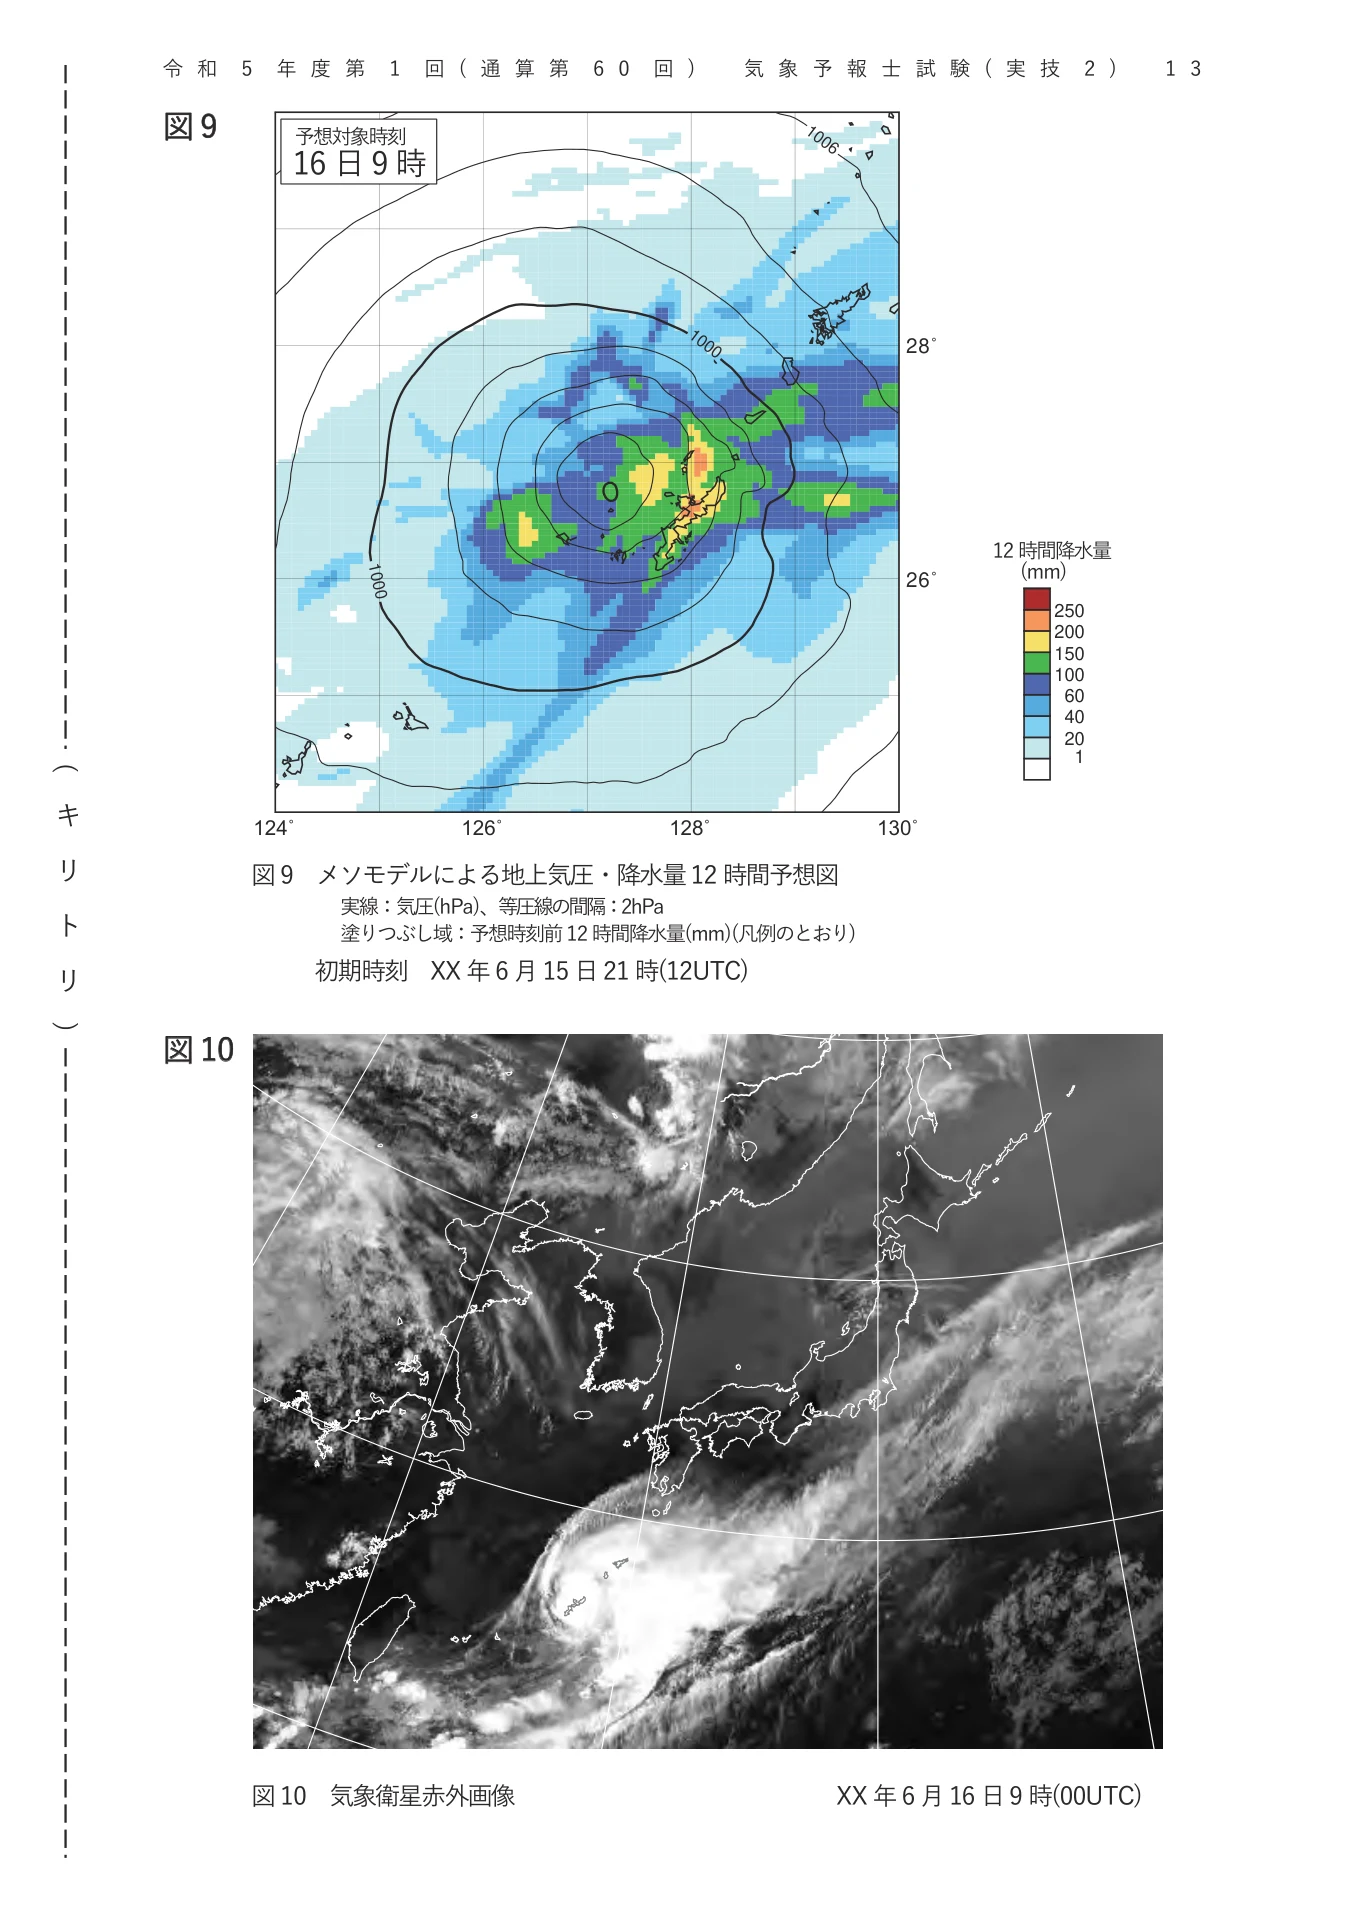 令和5年度第1回(通算第60回)　気象予報士試験(実技2)　13
図9
予想対象時刻
16日9時
1006
1000
1000
28°
26°
124°
126°
128°
130°
12時間降水量
(mm)
250
200
150
100
60
40
20
1
図9　メソモデルによる地上気圧・降水量12時間予想図
実線：気圧(hPa)、等圧線の間隔：2hPa
塗りつぶし域：予想時刻前12時間降水量(mm)(凡例のとおり)
初期時刻　XX年6月15日21時(12UTC)
(キリトリ)
図10
図10　気象衛星赤外画像
XX年6月16日9時(00UTC)